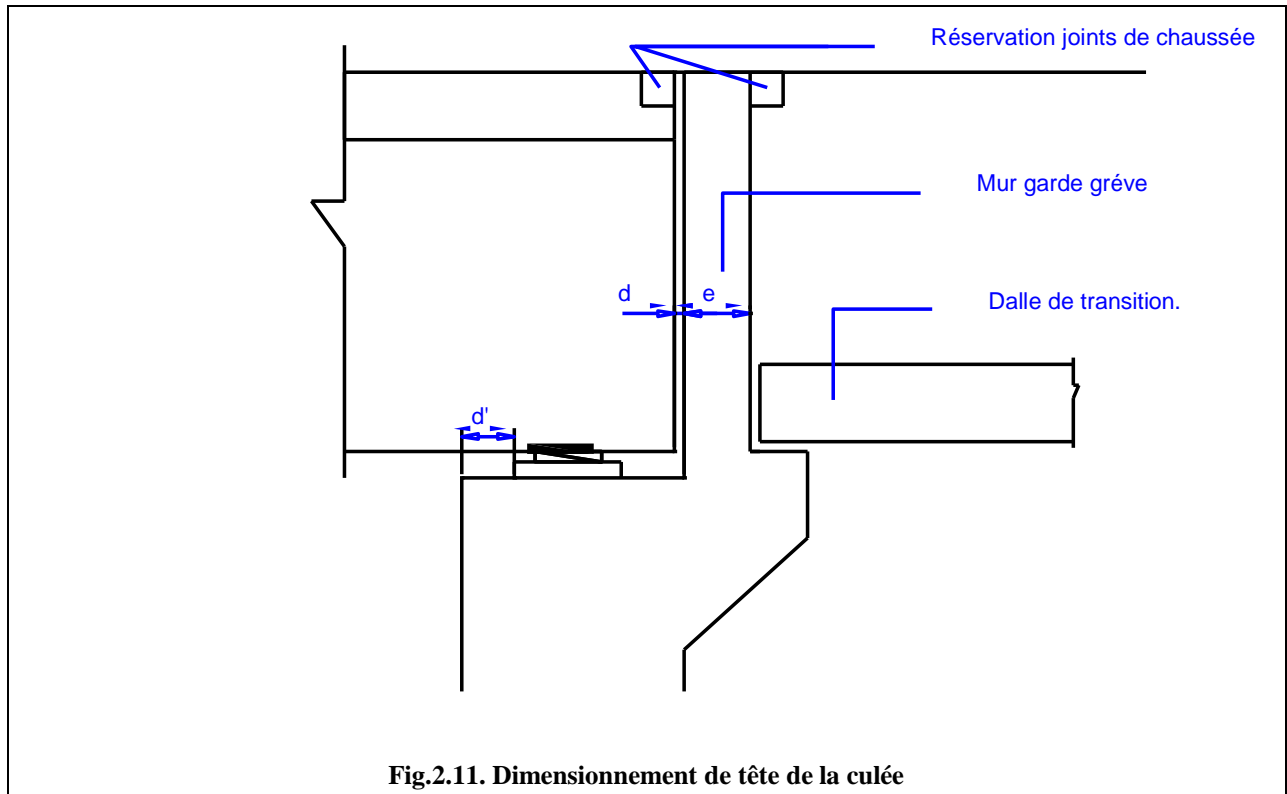 Réservation joints de chaussée
Mur garde gréve
d
e
Dalle de transition.
d'
Fig.2.11. Dimensionnement de tête de la culée